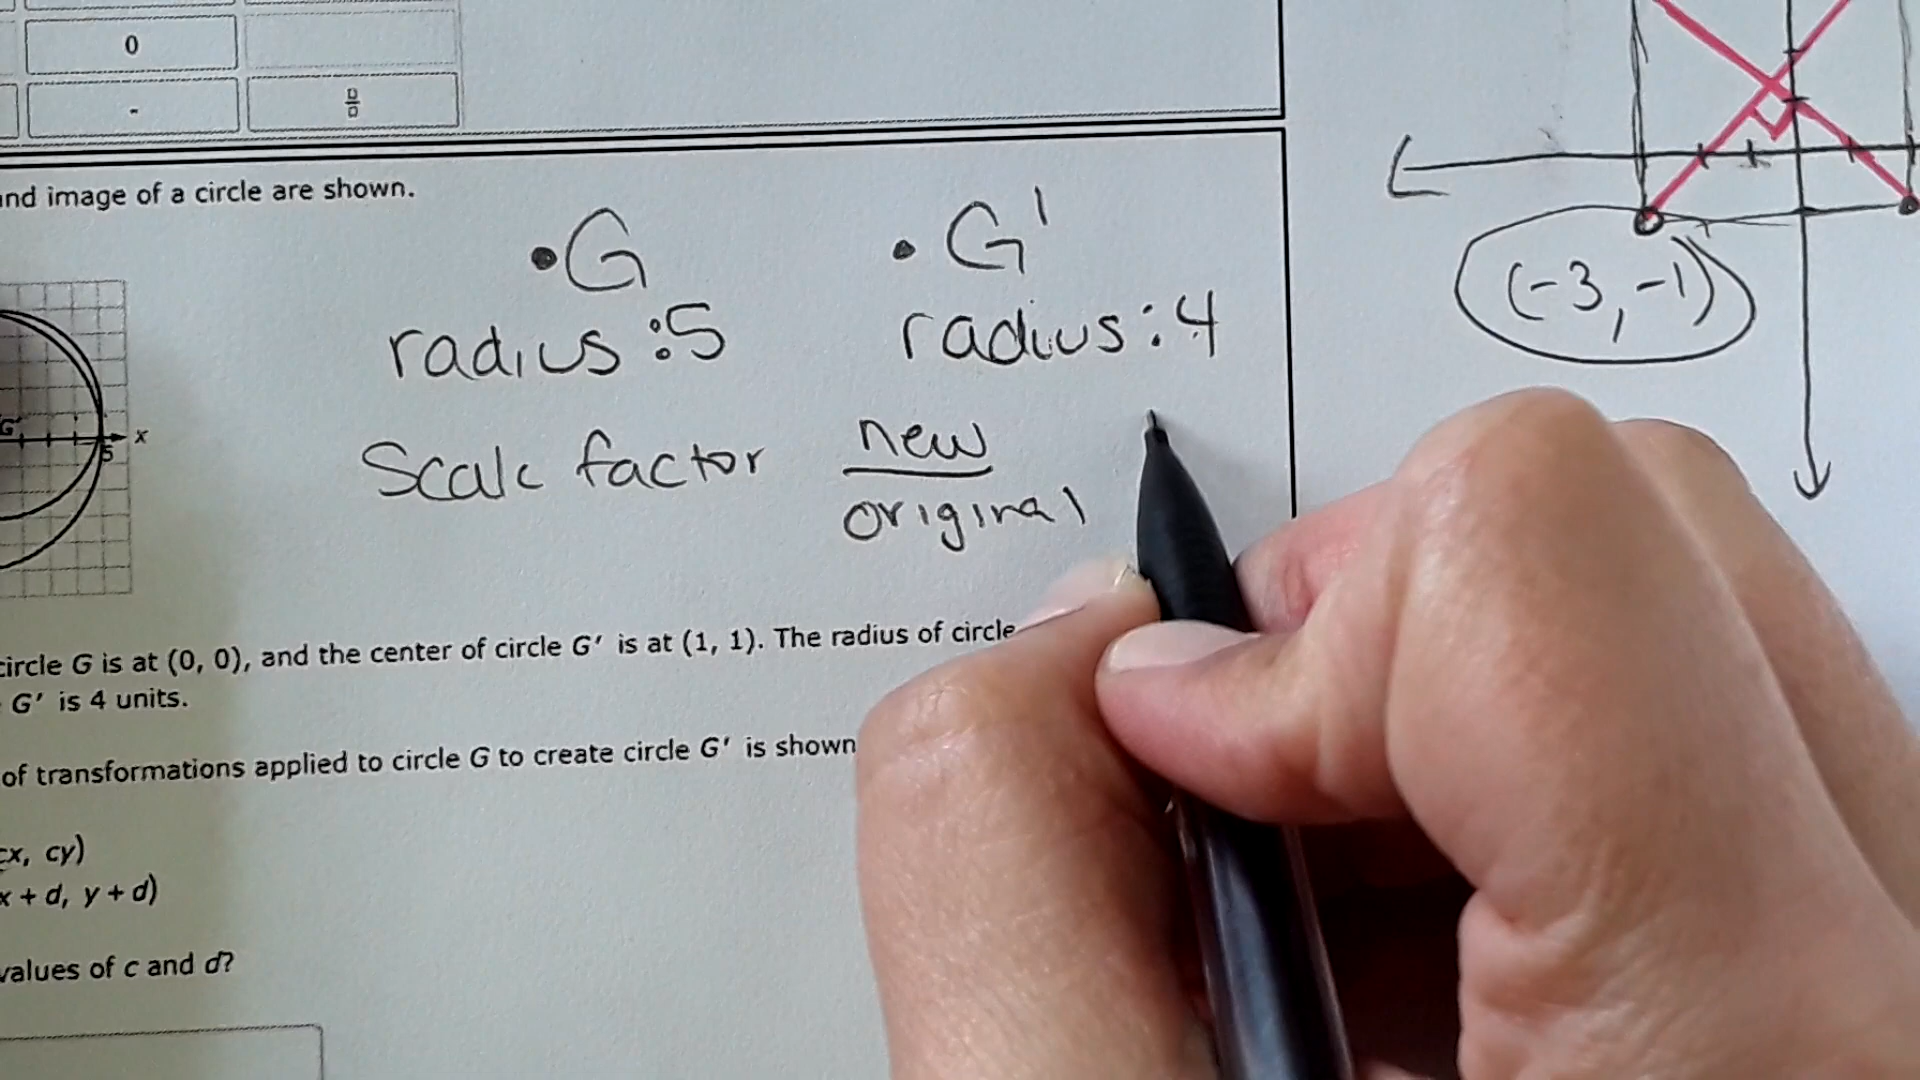 0
-
and image of a circle are shown.
G
G'
radius:5
radius:4
(-3, -1)
G'
x
5
Scale factor
new
original
circle G is at (0, 0), and the center of circle G' is at (1, 1). The radius of circle
G' is 4 units.
of transformations applied to circle G to create circle G' is shown
cx, cy)
x + d, y + d)
values of c and d?